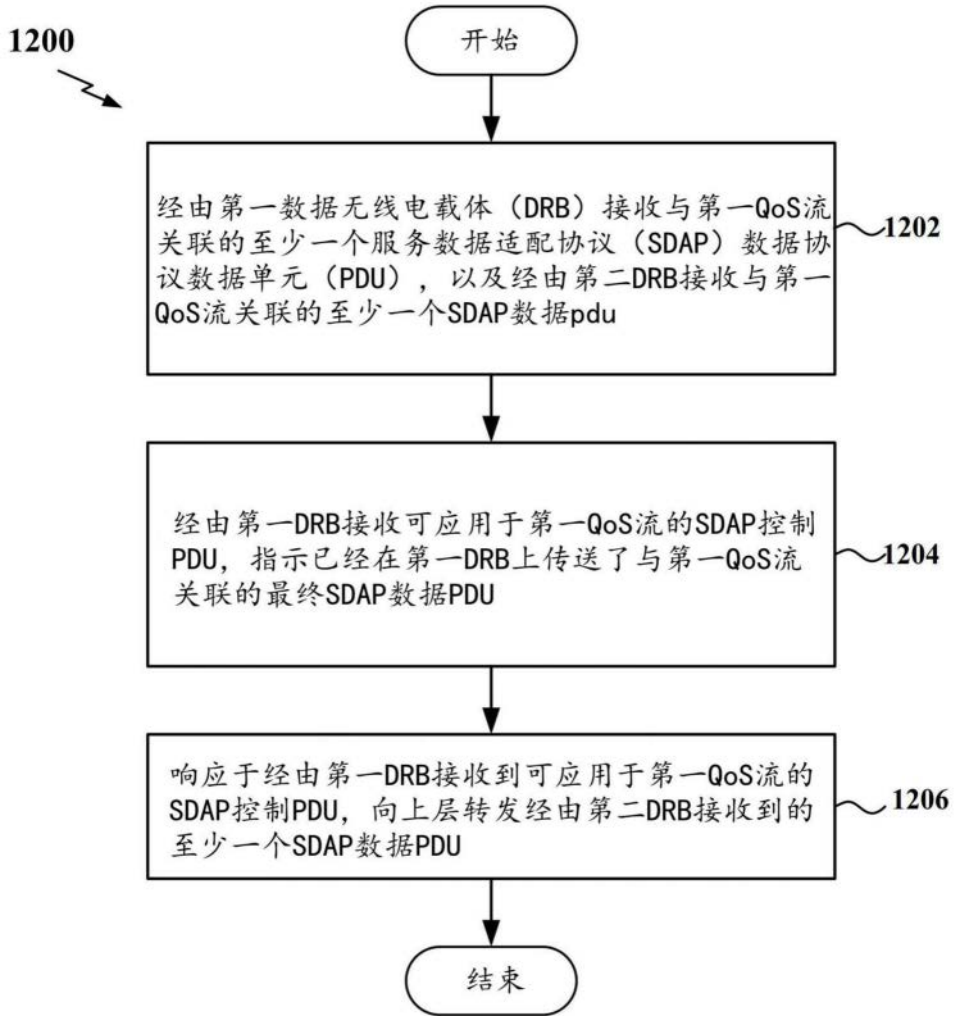 1200
开始
经由第一数据无线电载体（DRB）接收与第一QoS流
关联的至少一个服务数据适配协议（SDAP）数据协
议数据单元（PDU），以及经由第二DRB接收与第一
QoS流关联的至少一个SDAP数据pdu
1202
经由第一DRB接收可应用于第一QoS流的SDAP控制
PDU，指示已经在第一DRB上传送了与第一QoS流
关联的最终SDAP数据PDU
1204
响应于经由第一DRB接收到可应用于第一QoS流的
SDAP控制PDU，向上层转发经由第二DRB接收到的
至少一个SDAP数据PDU
1206
结束